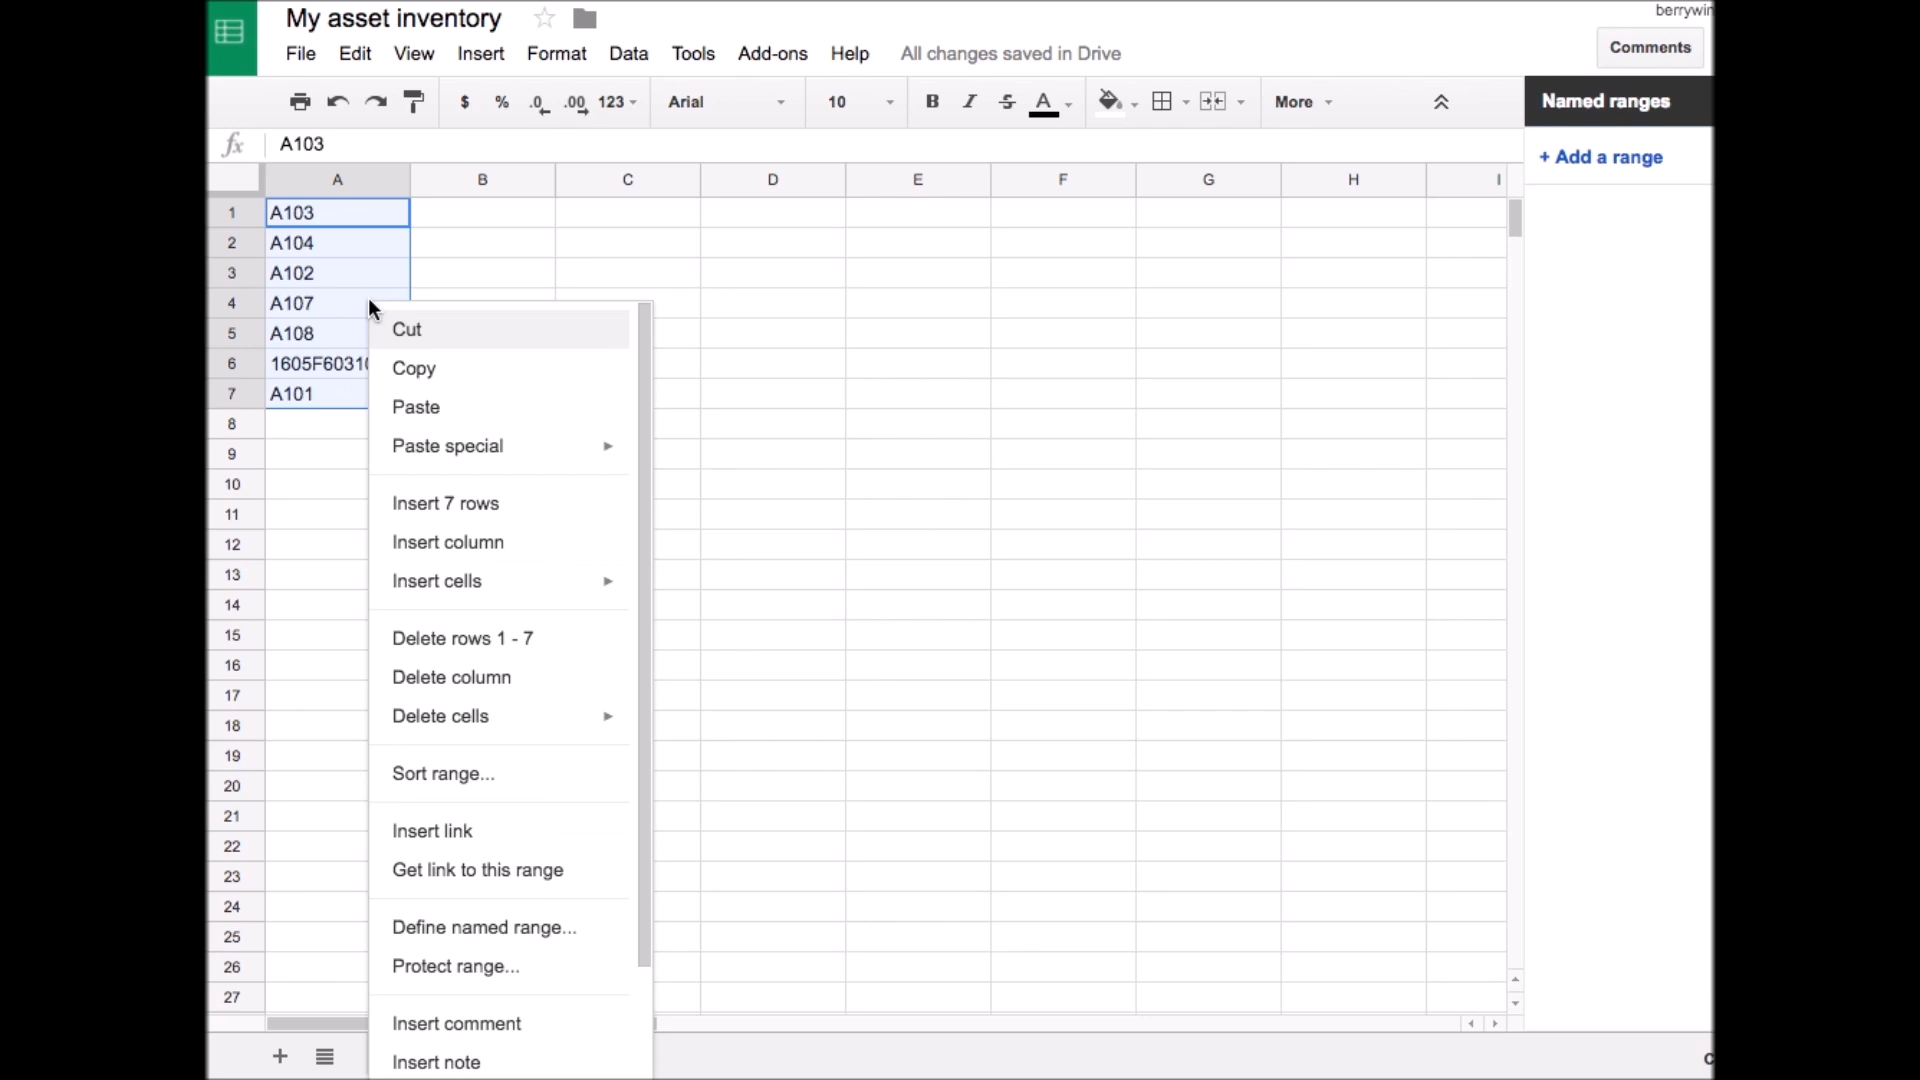 My asset inventory
berrywin
File Edit View Insert Format Data Tools Add-ons Help All changes saved in Drive
Comments
$ % .0 .00 123 Arial 10 B I S A More
Named ranges
fx A103
+ Add a range
A B C D E F G H I
1 A103
2 A104
3 A102
4 A107
5 A108
6 1605F6031
7 A101
8
9
10
11
12
13
14
15
16
17
18
19
20
21
22
23
24
25
26
27
Cut
Copy
Paste
Paste special
Insert 7 rows
Insert column
Insert cells
Delete rows 1 - 7
Delete column
Delete cells
Sort range...
Insert link
Get link to this range
Define named range...
Protect range...
Insert comment
Insert note